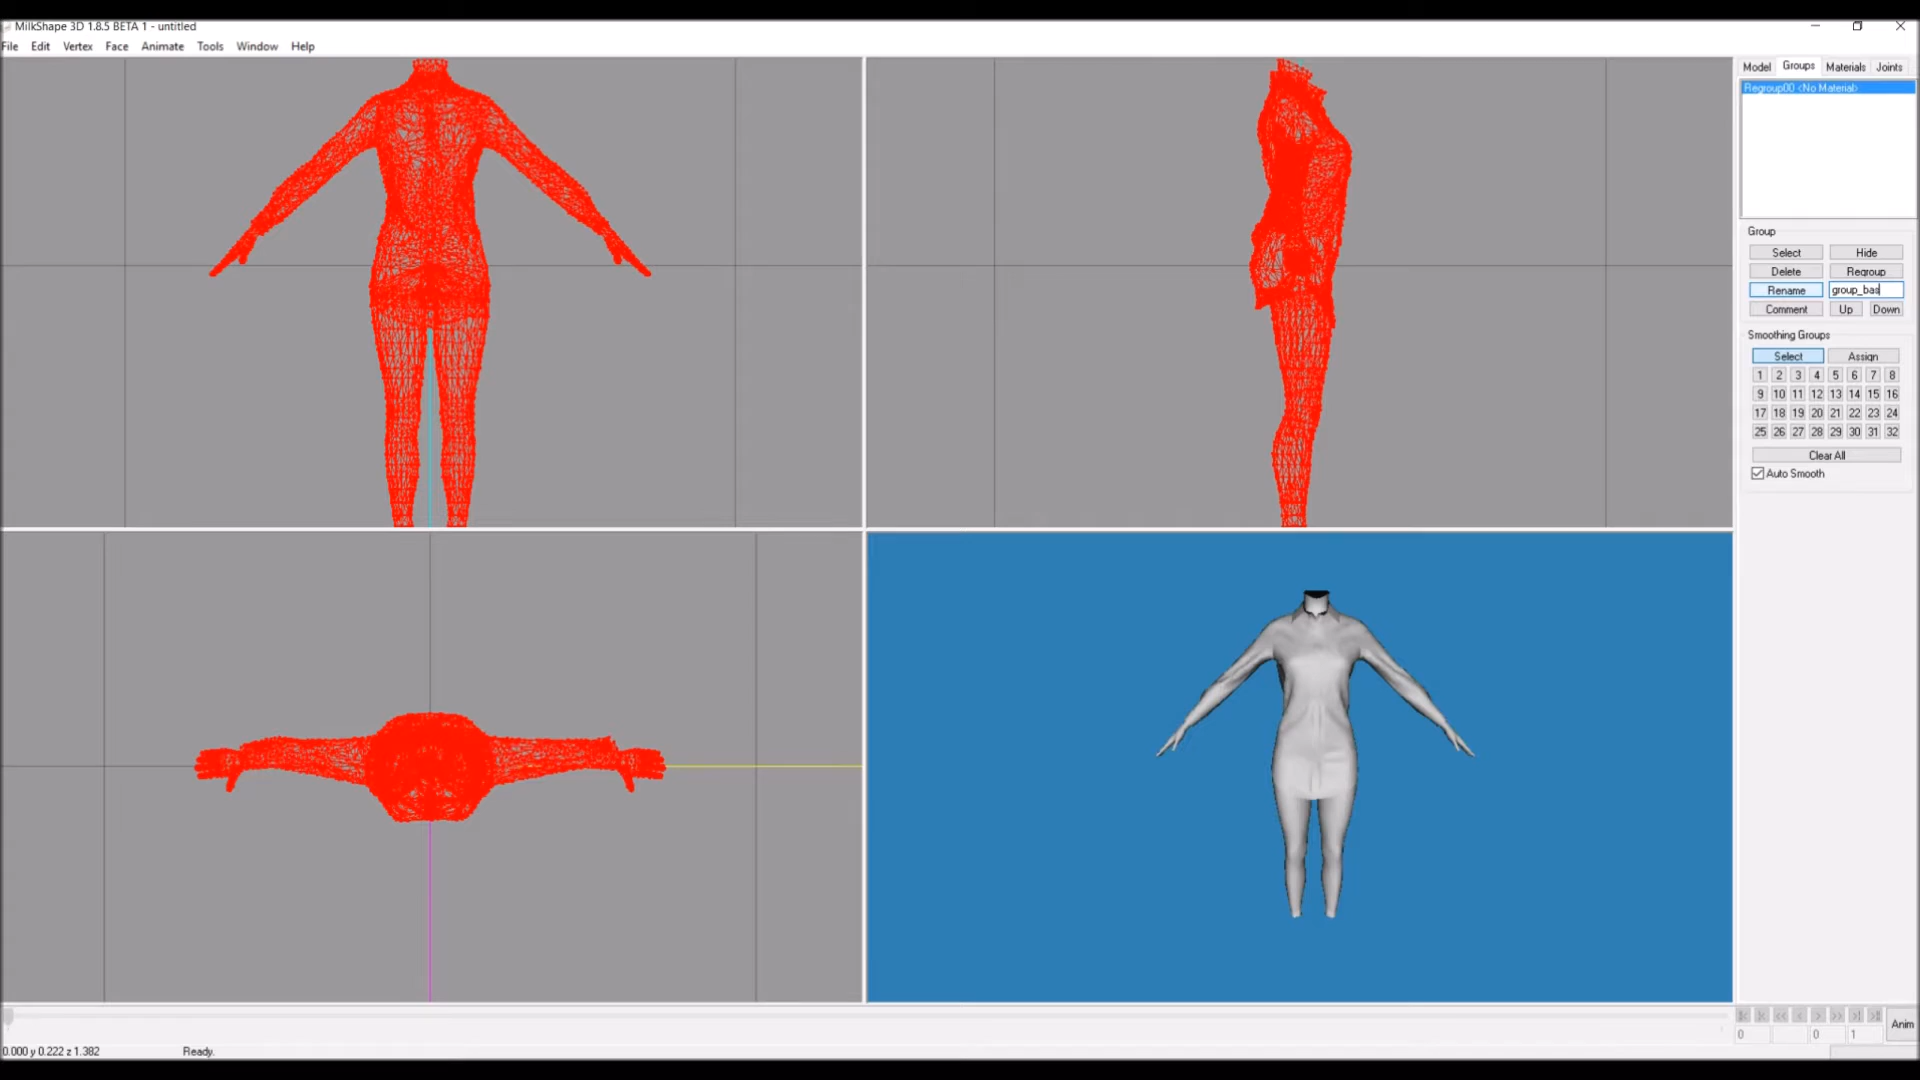 MilkShape 3D 1.8.5 BETA 1 - untitled
File Edit Vertex Face Animate Tools Window Help
Model Groups Materials Joints
Regroup00 <No Material>
Group
Select Hide
Delete Regroup
Rename group_bas
Comment Up Down
Smoothing Groups
Select Assign
1 2 3 4 5 6 7 8
9 10 11 12 13 14 15 16
17 18 19 20 21 22 23 24
25 26 27 28 29 30 31 32
Clear All
Auto Smooth
0 0 1 Anim
0.000 y 0.222 z 1.382 Ready.